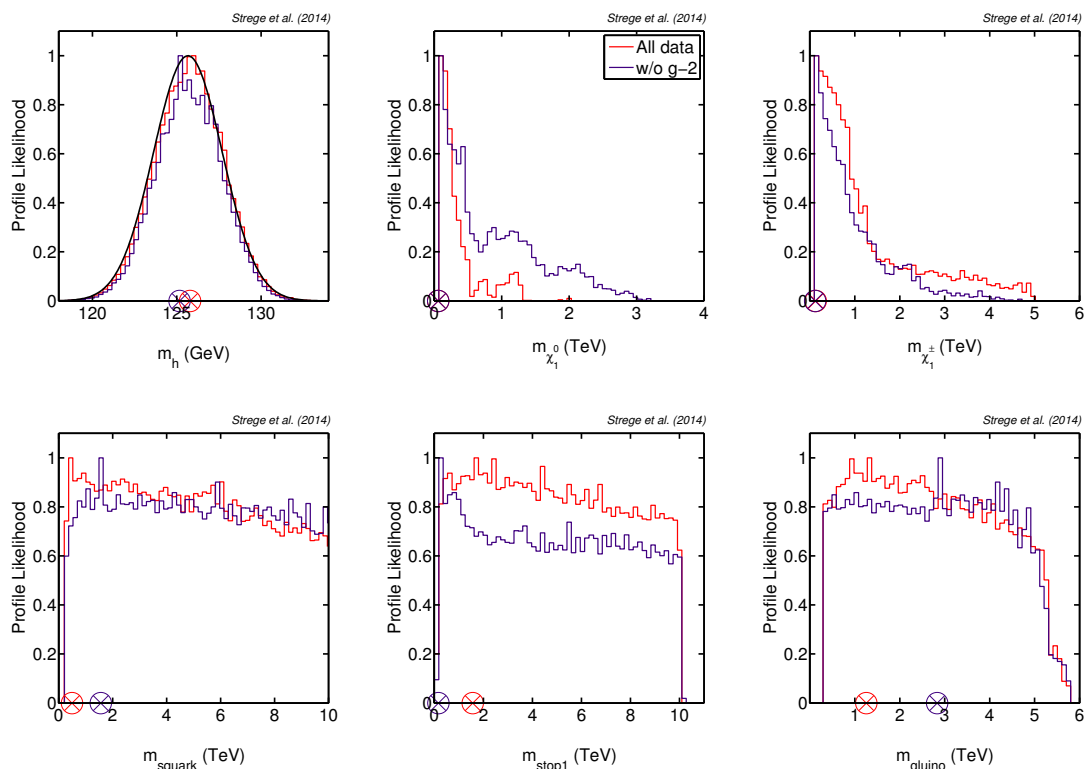 Strege et al. (2014)
Profile Likelihood
1
0.8
0.6
0.4
0.2
0
120 125 130
m_h (GeV)
Strege et al. (2014)
All data
w/o g−2
Profile Likelihood
1
0.8
0.6
0.4
0.2
0
0 1 2 3 4
m_χ₁⁰ (TeV)
Strege et al. (2014)
Profile Likelihood
1
0.8
0.6
0.4
0.2
0
0 1 2 3 4 5 6
m_χ₁± (TeV)
Strege et al. (2014)
Profile Likelihood
1
0.8
0.6
0.4
0.2
0
0 2 4 6 8 10
m_squark (TeV)
Strege et al. (2014)
Profile Likelihood
1
0.8
0.6
0.4
0.2
0
0 2 4 6 8 10
m_stop1 (TeV)
Strege et al. (2014)
Profile Likelihood
1
0.8
0.6
0.4
0.2
0
1 2 3 4 5 6
m_gluino (TeV)